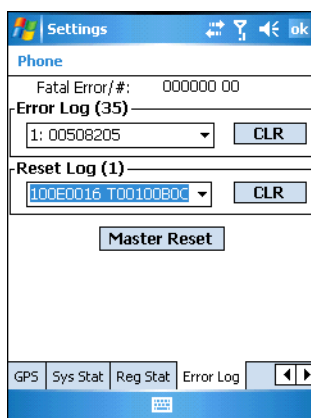 Settings ok
Phone
Fatal Error/#: 000000 00
Error Log (35)
1: 00508205 CLR
Reset Log (1)
100E0016 T00100B0C CLR
Master Reset
GPS Sys Stat Reg Stat Error Log